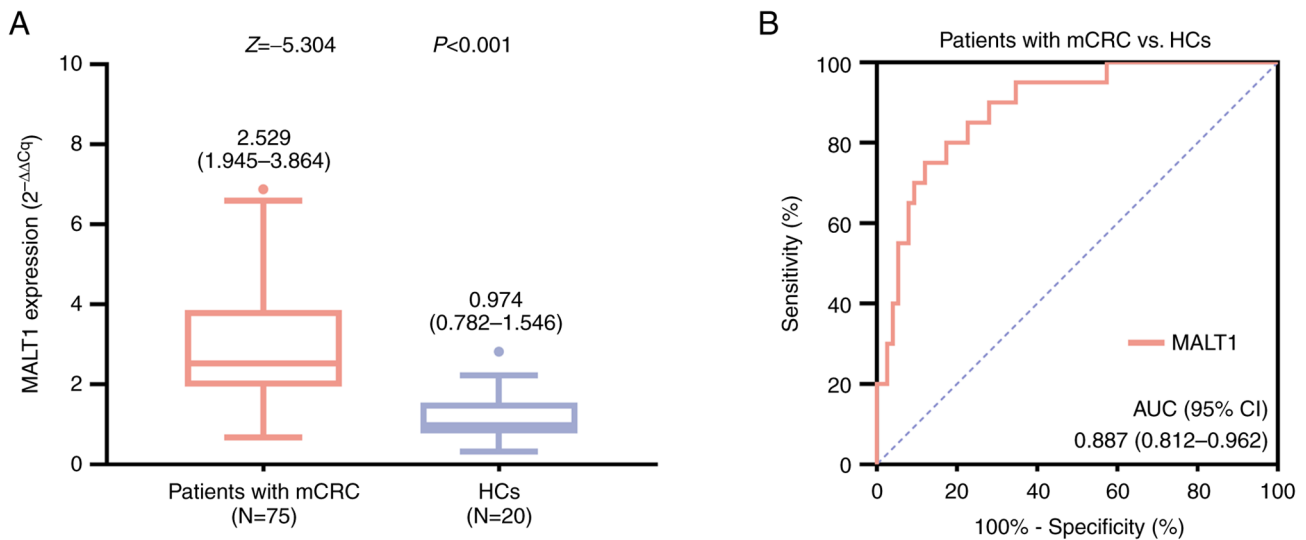 A
Z=−5.304 P<0.001
MALT1 expression (2−ΔΔCq)
10
8
6
4
2
0
2.529
(1.945–3.864)
0.974
(0.782–1.546)
Patients with mCRC
(N=75)
HCs
(N=20)
B
Patients with mCRC vs. HCs
Sensitivity (%)
100
80
60
40
20
0
MALT1
AUC (95% CI)
0.887 (0.812–0.962)
0 20 40 60 80 100
100% - Specificity (%)